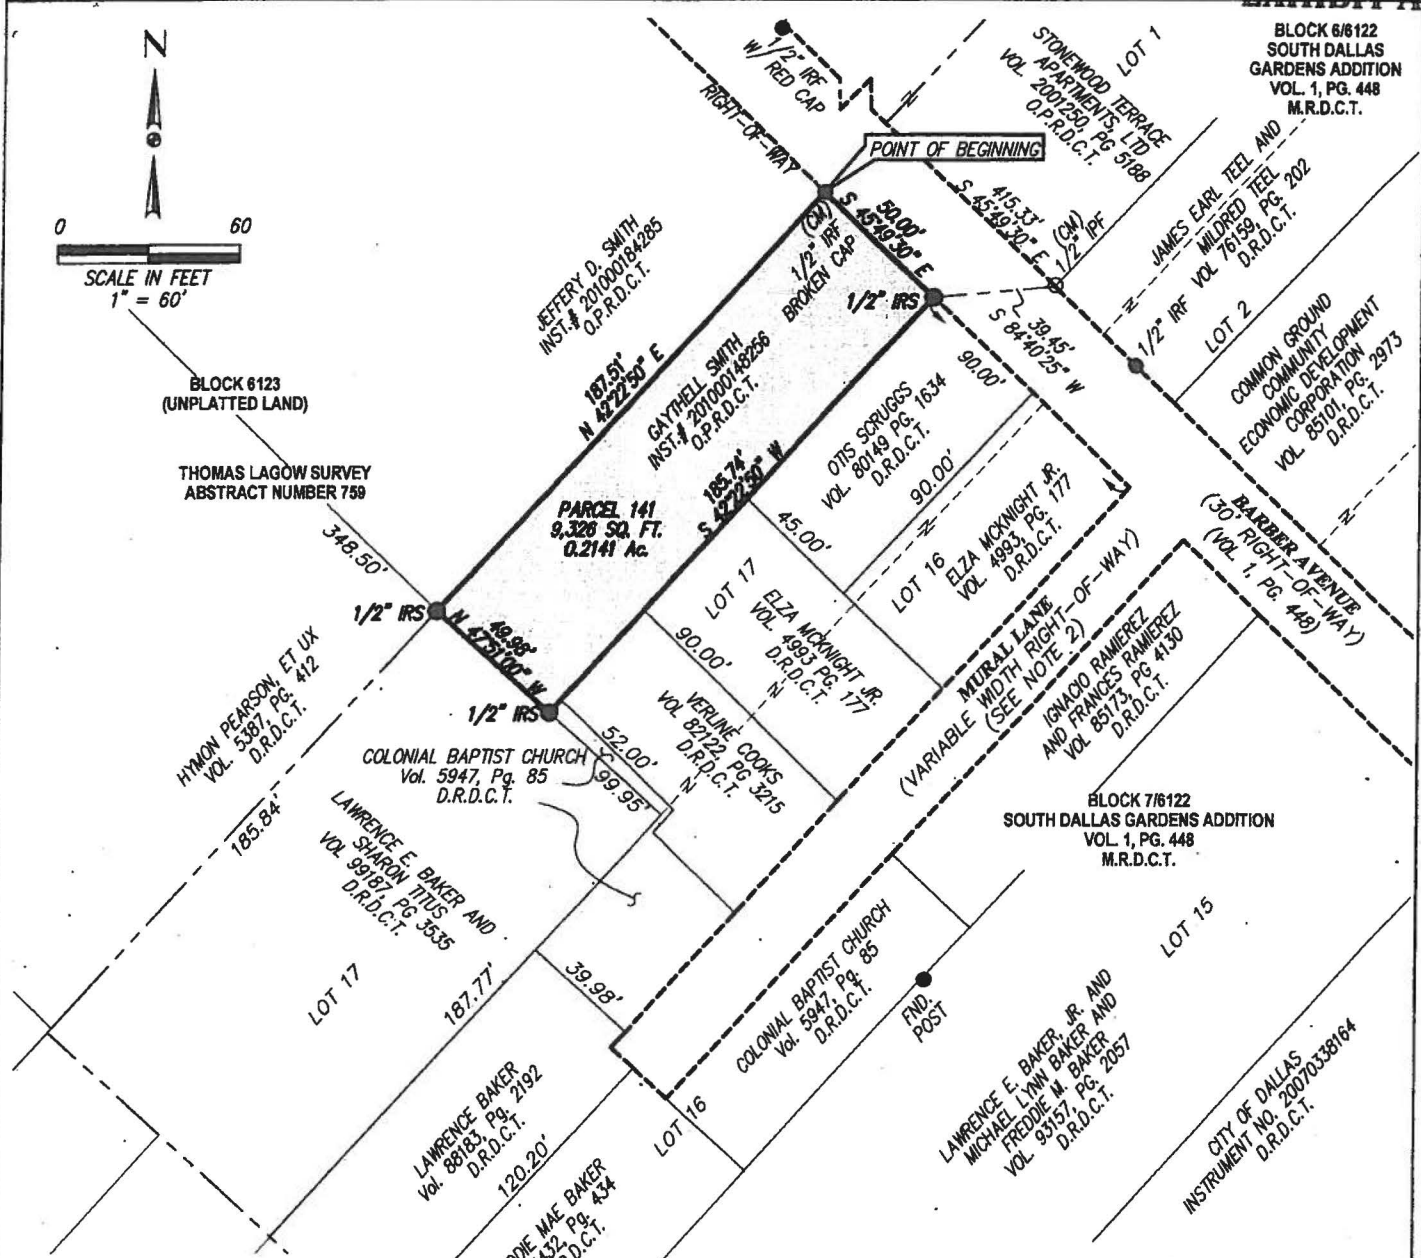 BLOCK 6/6122
SOUTH DALLAS
GARDENS ADDITION
VOL. 1, PG. 448
M.R.D.C.T.
N
0 60
SCALE IN FEET
1" = 60'
1/2" IRF
W/ RED CAP
RIGHT-OF-WAY
STONEWOOD TERRACE
APARTMENTS, LTD
VOL. 2001250, PG 5188
O.P.R.D.C.T.
LOT 1
POINT OF BEGINNING
JAMES EARL TEEL AND
MILDRED TEEL
VOL 76159, PG. 202
D.R.D.C.T.
415.33'
S 45°49'30" E
(CM)
1/2" IPF
50.00'
S 45°49'30" E
(CM)
1/2" IRF
BROKEN CAP
1/2" IRS
39.45'
S 84°40'25" W
1/2" IRF
LOT 2
COMMON GROUND
COMMUNITY
ECONOMIC DEVELOPMENT
CORPORATION
VOL. 85101, PG. 2973
D.R.D.C.T.
JEFFERY D. SMITH
INST.# 201000184285
O.P.R.D.C.T.
187.51'
N 42°22'50" E
GAYTHELL SMITH
INST.# 201000148256
O.P.R.D.C.T.
185.74'
S 42°22'50" W
PARCEL 141
9,326 SQ. FT.
0.2141 Ac.
BLOCK 6123
(UNPLATTED LAND)
THOMAS LAGOW SURVEY
ABSTRACT NUMBER 759
348.50'
1/2" IRS
49.98'
N 47°51'00" W
1/2" IRS
90.00'
OTIS SCRUGGS
VOL. 80149 PG. 1634
D.R.D.C.T.
90.00'
45.00'
LOT 16
ELZA MCKNIGHT JR.
VOL. 4993, PG. 177
D.R.D.C.T.
LOT 17
ELZA MCKNIGHT JR.
VOL. 4993 PG. 177
D.R.D.C.T.
90.00'
VERLINE COOKS
VOL 82122, PG 3215
D.R.D.C.T.
52.00'
99.95'
BARBER AVENUE
(30' RIGHT-OF-WAY)
(VOL. 1, PG. 448)
MURAL LANE
(VARIABLE WIDTH RIGHT-OF-WAY)
(SEE NOTE 2)
IGNACIO RAMIEREZ
AND FRANCES RAMIEREZ
VOL 85173, PG 4130
D.R.D.C.T.
HYMON PEARSON, ET UX
VOL. 5387, PG. 412
D.R.D.C.T.
COLONIAL BAPTIST CHURCH
Vol. 5947, Pg. 85
D.R.D.C.T.
185.84'
LAWRENCE E. BAKER AND
SHARON TITUS
VOL 99187, PG 3535
D.R.D.C.T.
LOT 17
187.77'
39.98'
BLOCK 7/6122
SOUTH DALLAS GARDENS ADDITION
VOL. 1, PG. 448
M.R.D.C.T.
COLONIAL BAPTIST CHURCH
Vol. 5947, Pg. 85
D.R.D.C.T.
FND.
POST
LOT 15
LAWRENCE E. BAKER, JR. AND
MICHAEL LYNN BAKER AND
FREDDIE M. BAKER
VOL. 93157, PG. 2057
D.R.D.C.T.
CITY OF DALLAS
INSTRUMENT NO. 20070338164
D.R.D.C.T.
LAWRENCE BAKER
Vol. 88183, Pg. 2192
D.R.D.C.T.
120.20'
LOT 16
DIE MAE BAKER
432, Pg. 434
D.C.T.